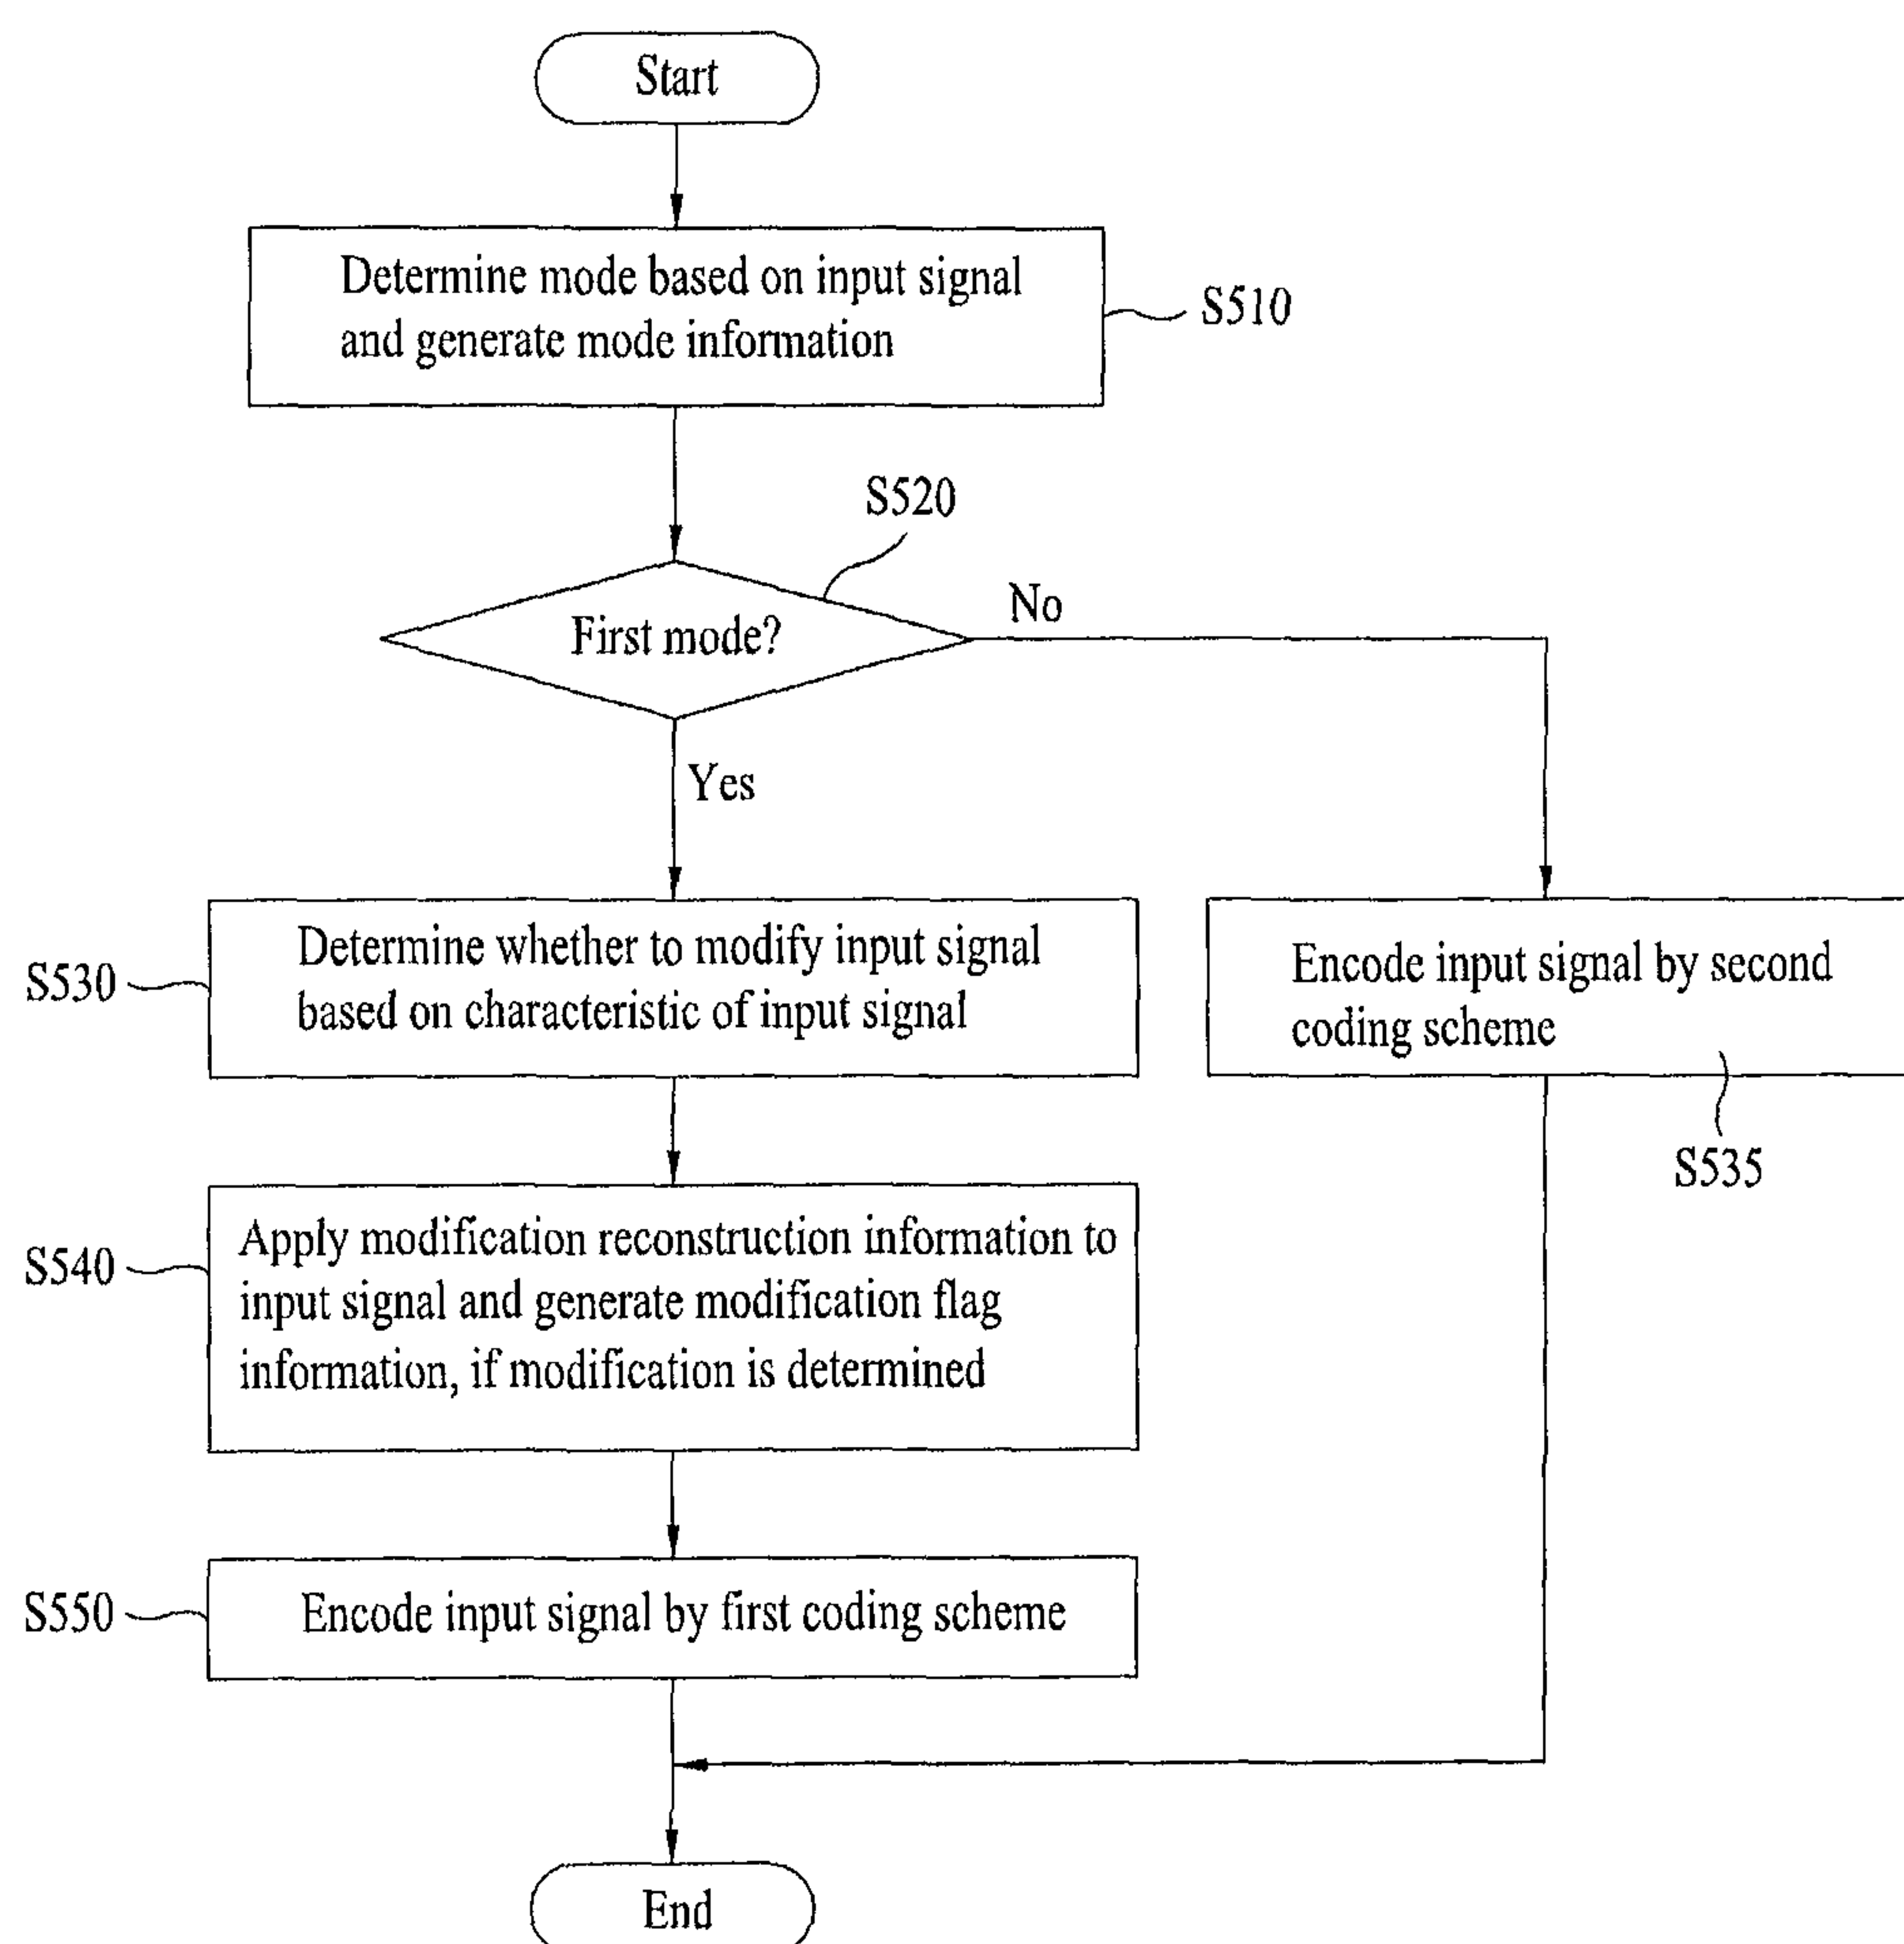 Start
Determine mode based on input signal
and generate mode information
S510
S520
First mode?
No
Yes
S530
Determine whether to modify input signal
based on characteristic of input signal
Encode input signal by second
coding scheme
S535
S540
Apply modification reconstruction information to
input signal and generate modification flag
information, if modification is determined
S550
Encode input signal by first coding scheme
End